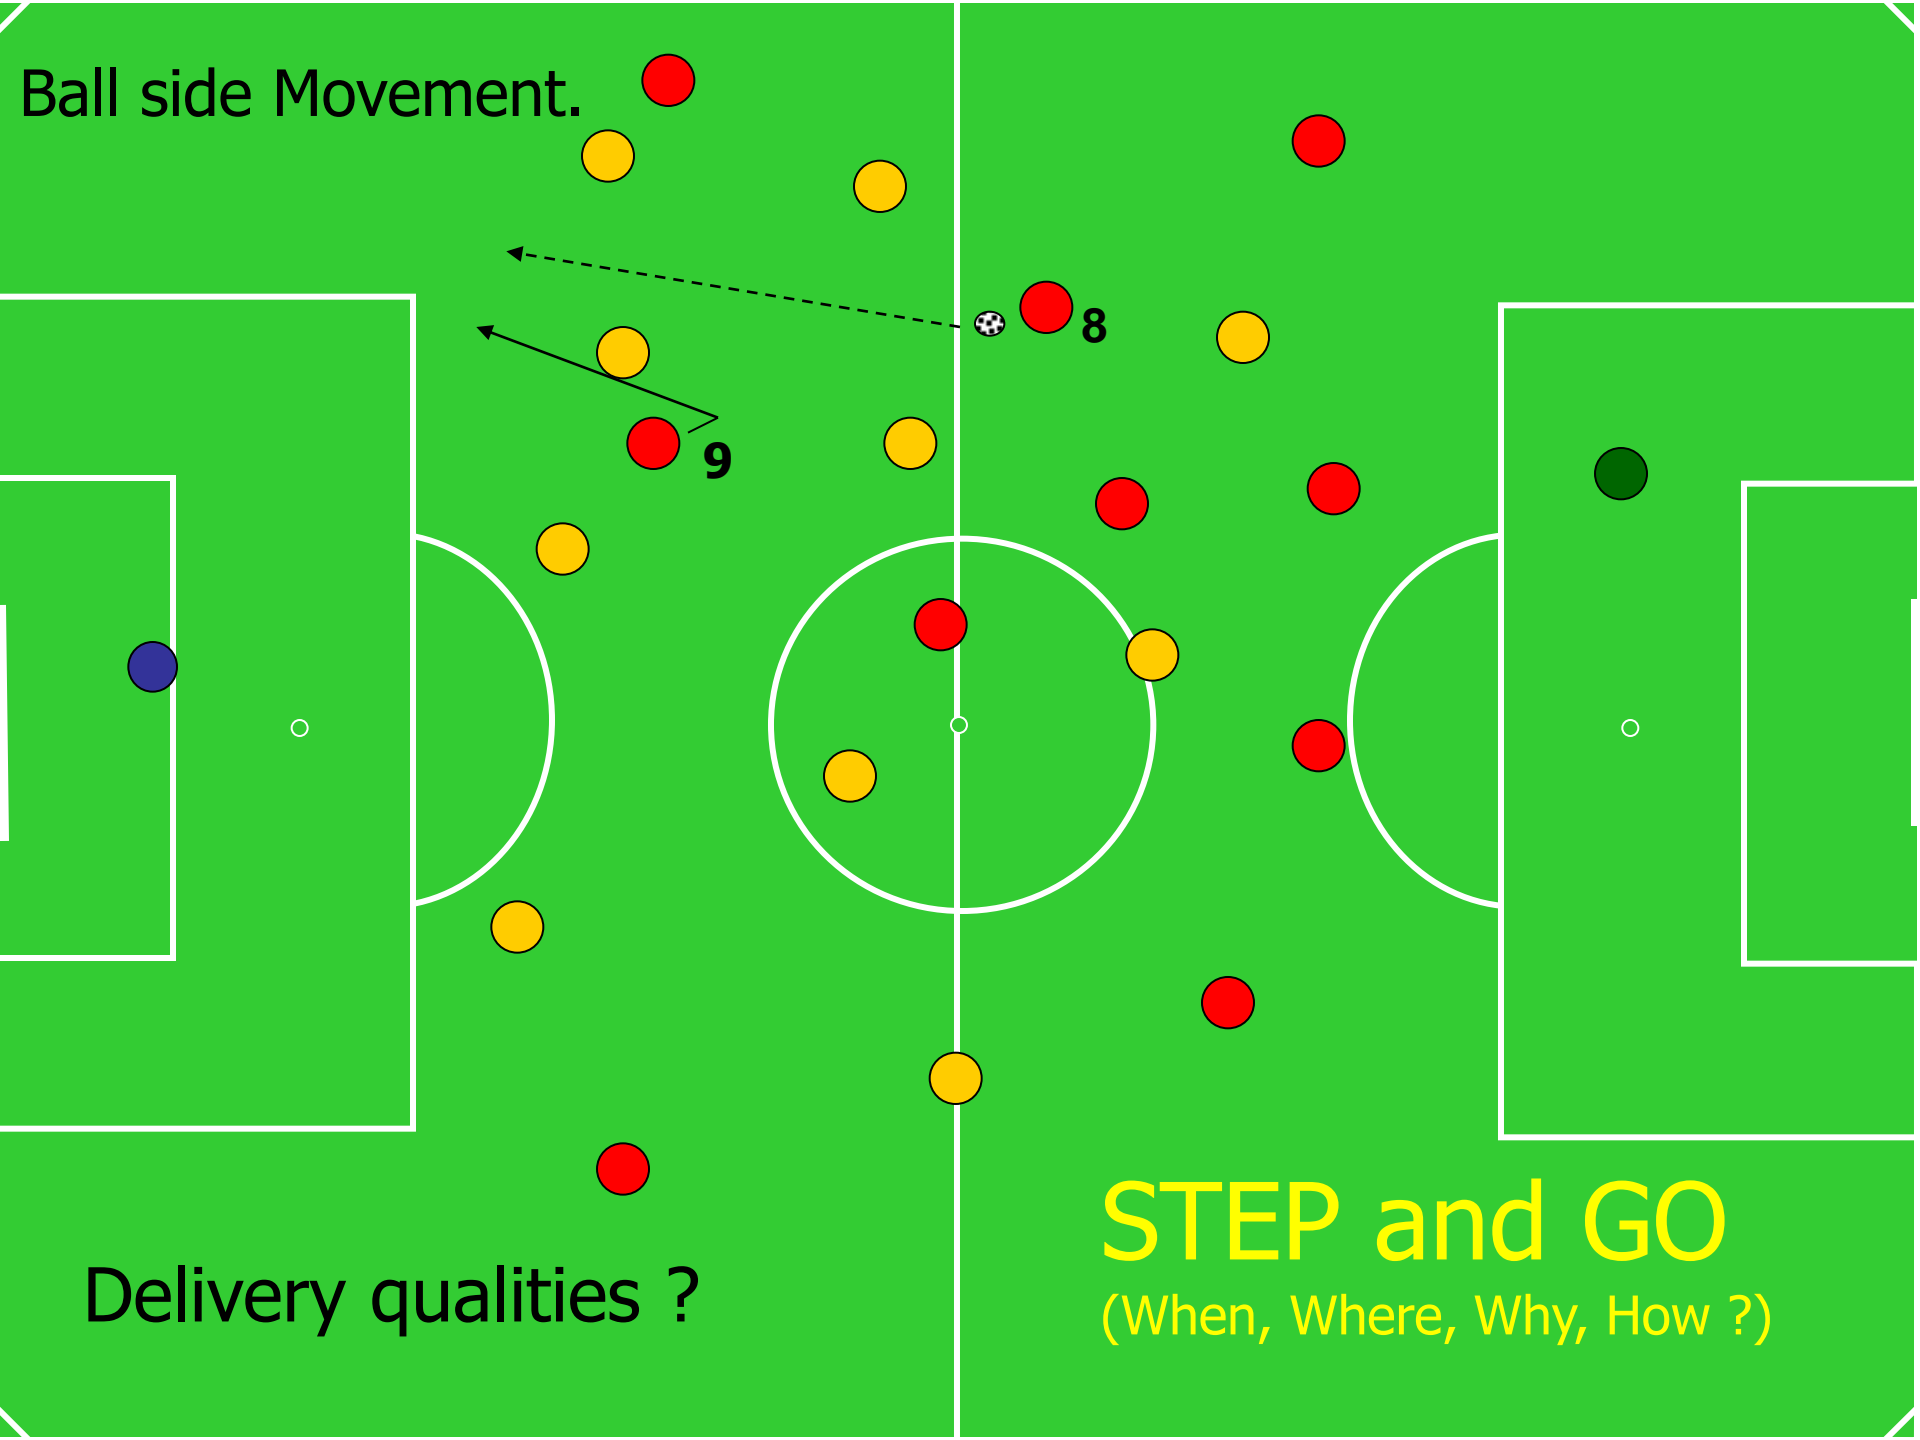 Ball side Movement.
8
9
STEP and GO
(When, Where, Why, How ?)
Delivery qualities ?